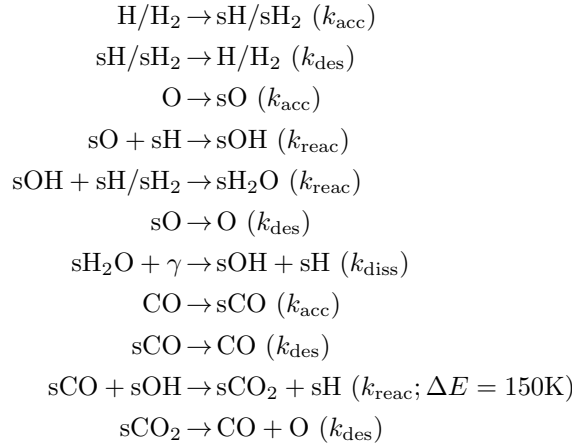 H/H₂ → sH/sH₂ (k_acc)
sH/sH₂ → H/H₂ (k_des)
O → sO (k_acc)
sO + sH → sOH (k_reac)
sOH + sH/sH₂ → sH₂O (k_reac)
sO → O (k_des)
sH₂O + γ → sOH + sH (k_diss)
CO → sCO (k_acc)
sCO → CO (k_des)
sCO + sOH → sCO₂ + sH (k_reac; ΔE = 150K)
sCO₂ → CO + O (k_des)